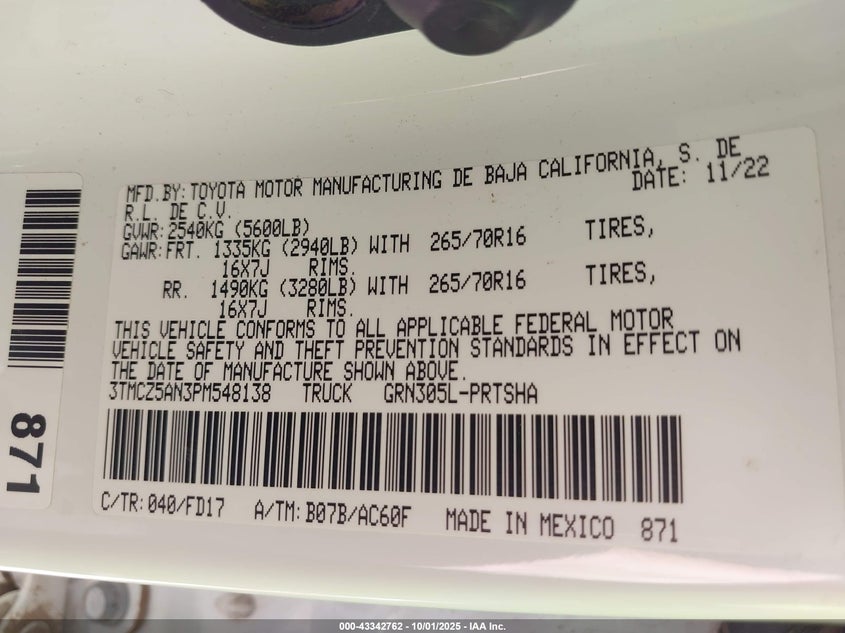 MFD.BY: TOYOTA MOTOR MANUFACTURING DE BAJA CALIFORNIA, S. DE
R.L. DE C.V. DATE: 11/22
GVWR: 2540KG (5600LB)
GAWR: FRT. 1335KG (2940LB) WITH 265/70R16 TIRES,
16X7J RIMS.
RR. 1490KG (3280LB) WITH 265/70R16 TIRES,
16X7J RIMS.
THIS VEHICLE CONFORMS TO ALL APPLICABLE FEDERAL MOTOR
VEHICLE SAFETY AND THEFT PREVENTION STANDARDS IN EFFECT ON
THE DATE OF MANUFACTURE SHOWN ABOVE.
3TMCZ5AN3PM548138 TRUCK GRN305L-PRTSHA
C/TR: 040/FD17 A/TM: B07B/AC60F MADE IN MEXICO 871
871
000-43342762 - 10/01/2025 - IAA Inc.